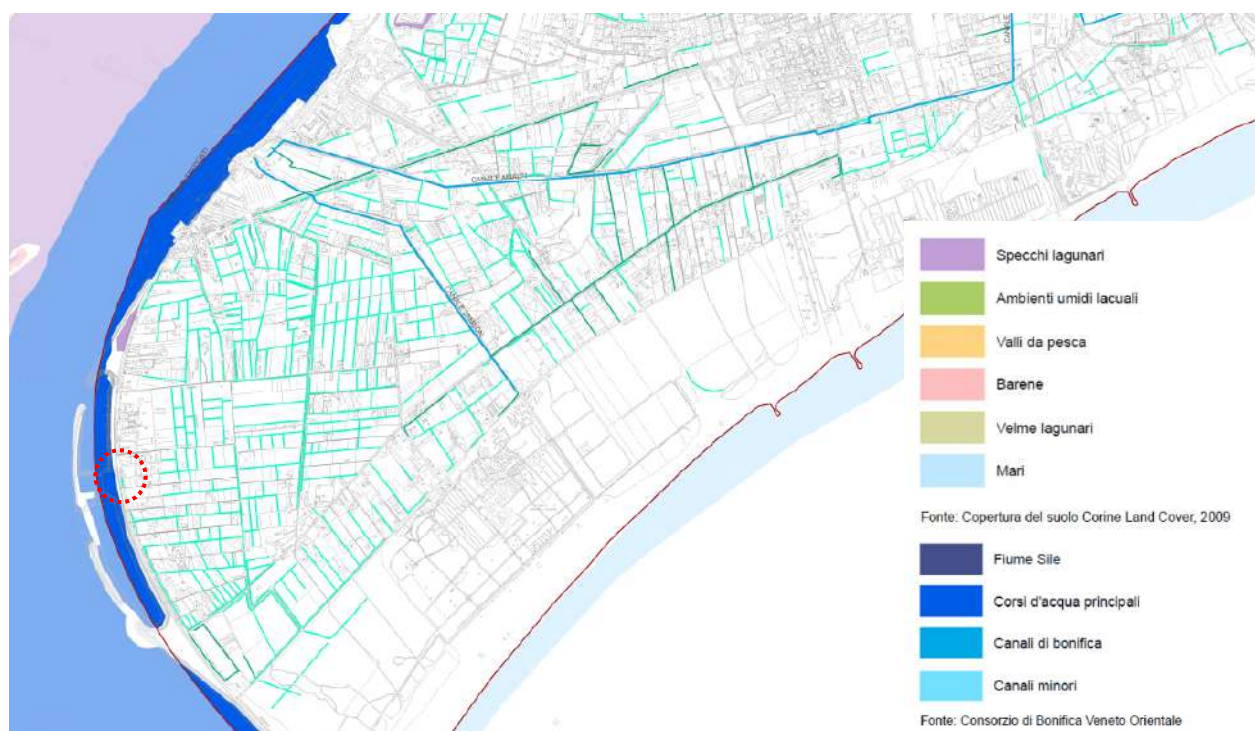 CANALE
Specchi lagunari
Ambienti umidi lacuali
Valli da pesca
Barene
Velme lagunari
Mari
Fonte: Copertura del suolo Corine Land Cover, 2009
Fiume Sile
Corsi d'acqua principali
Canali di bonifica
Canali minori
Fonte: Consorzio di Bonifica Veneto Orientale